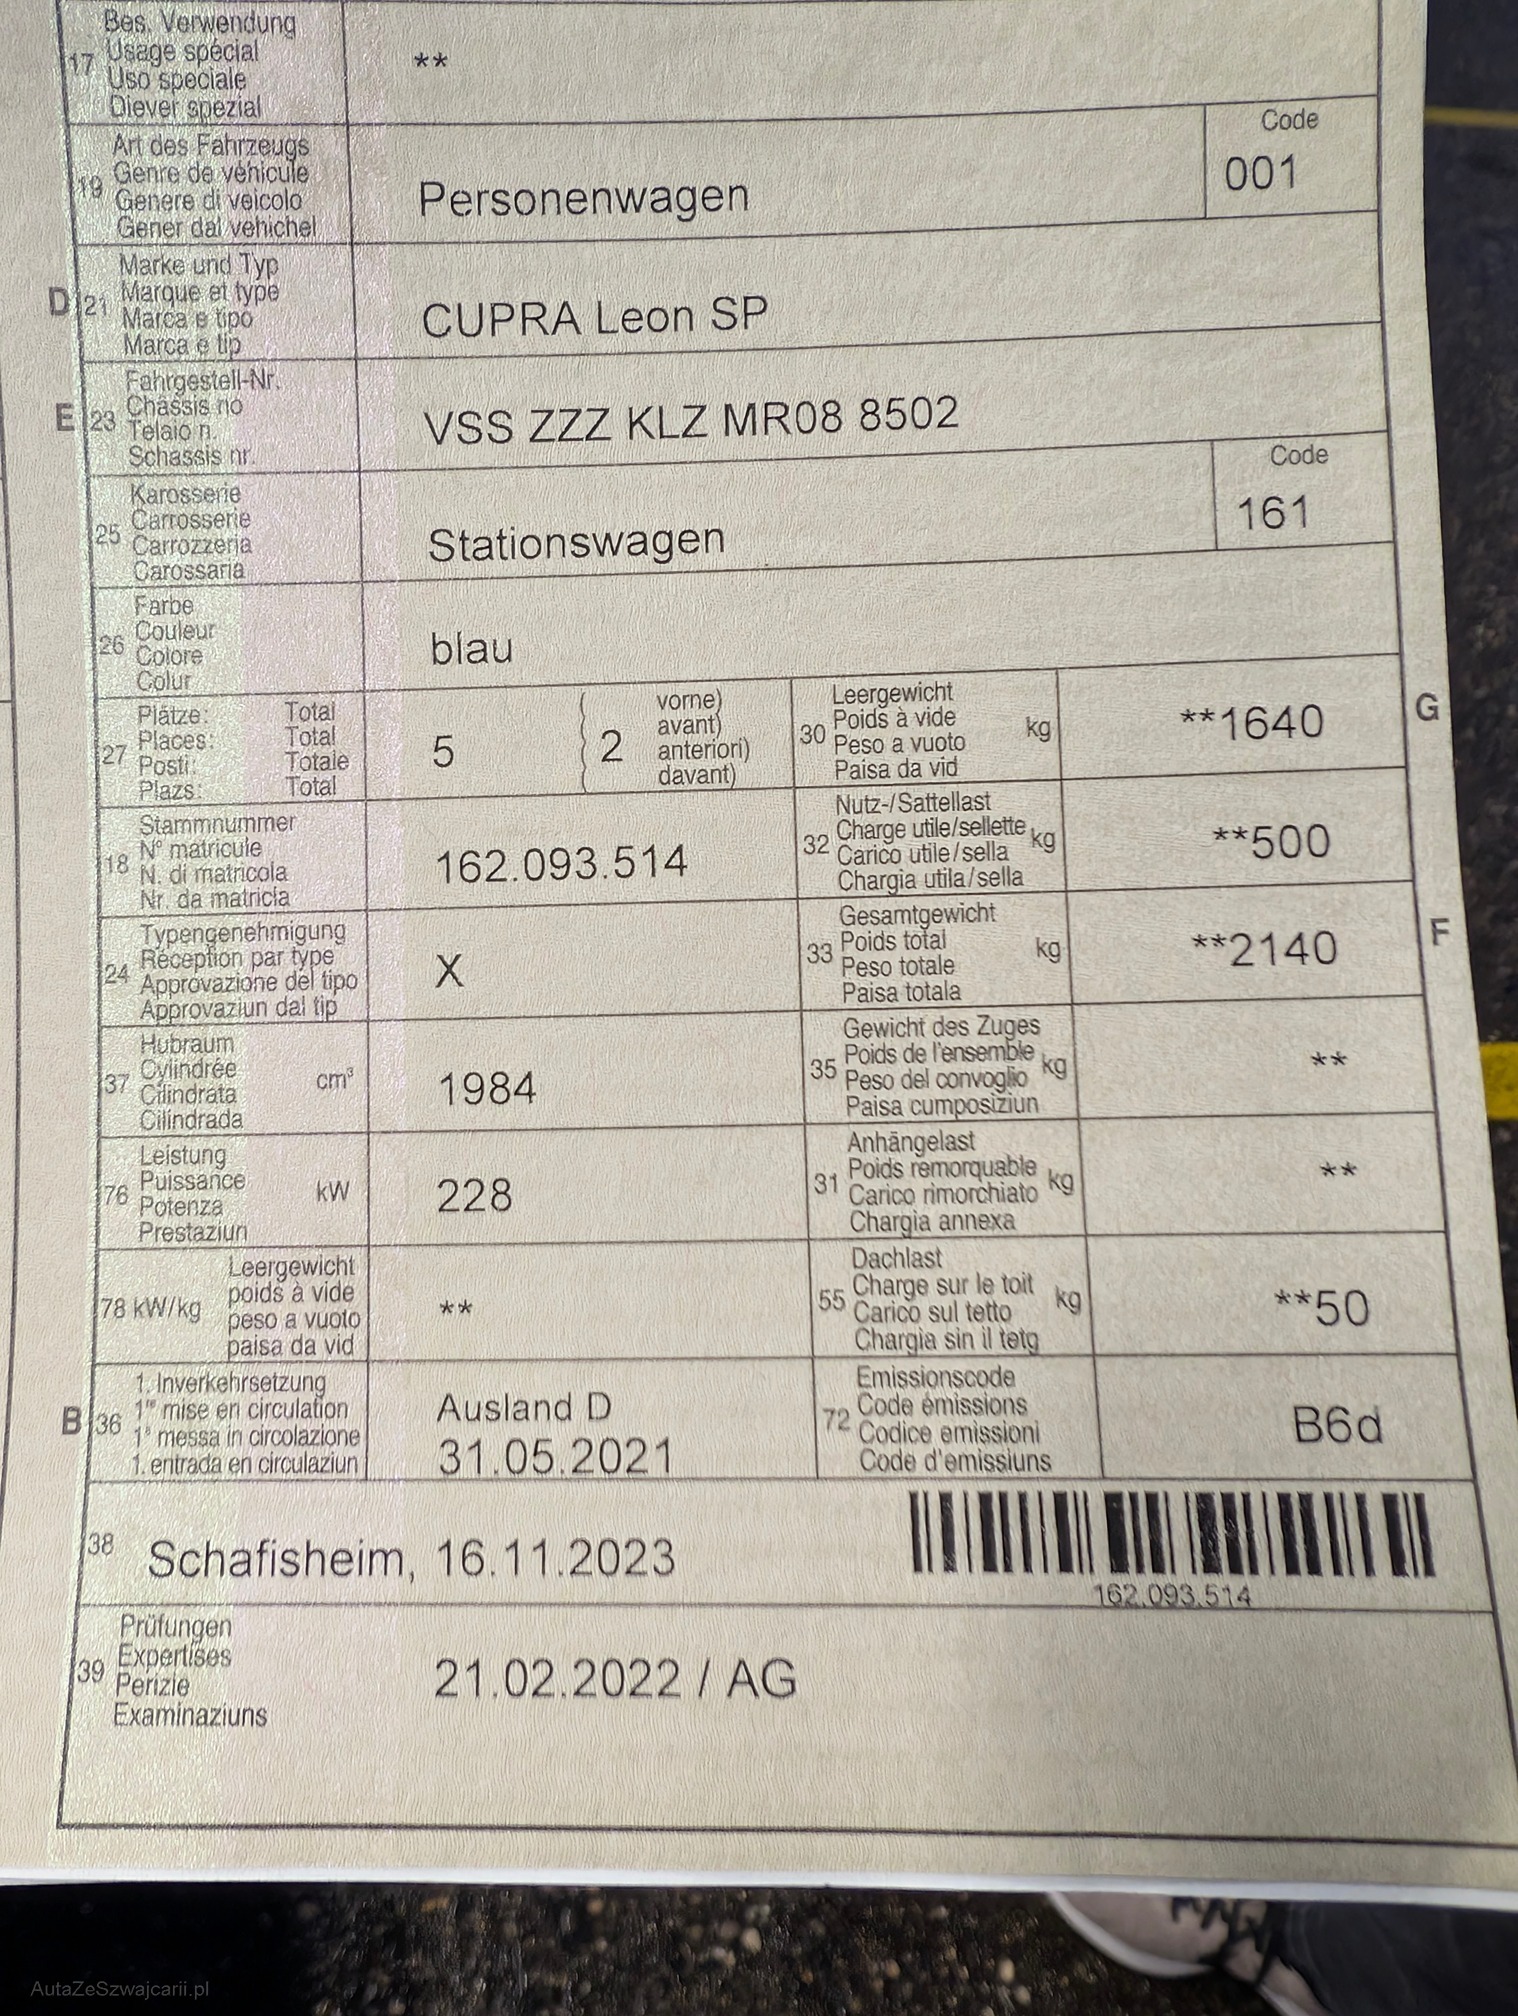 17 Bes. Verwendung
Usage spécial
Uso speciale
Diever spezial
**
19 Art des Fahrzeugs
Genre de véhicule
Genere di veicolo
Gener dal vehichel
Personenwagen
Code
001
D 21 Marke und Typ
Marque et type
Marca e tipo
Marca e tip
CUPRA Leon SP
E 23 Fahrgestell-Nr.
Châssis no
Telaio n.
Schassis nr.
VSS ZZZ KLZ MR08 8502
25 Karosserie
Carrosserie
Carrozzeria
Carossaria
Stationswagen
Code
161
26 Farbe
Couleur
Colore
Colur
blau
27 Plätze: Total
Places: Total
Posti: Totale
Plazs: Total
5 ( 2 vorne)
avant)
anteriori)
davant)
30 Leergewicht
Poids à vide
Peso a vuoto
Paisa da vid
kg
**1640
G
18 Stammnummer
N° matricule
N. di matricola
Nr. da matricla
162.093.514
32 Nutz-/Sattellast
Charge utile/sellette
Carico utile/sella
Chargia utila/sella
kg
**500
24 Typengenehmigung
Réception par type
Approvazione del tipo
Approvaziun dal tip
X
33 Gesamtgewicht
Poids total
Peso totale
Paisa totala
kg
**2140
F
37 Hubraum
Cylindrée
Cilindrata
Cilindrada
cm³
1984
35 Gewicht des Zuges
Poids de l'ensemble
Peso del convoglio
Paisa cumposiziun
kg
**
76 Leistung
Puissance
Potenza
Prestaziun
kW
228
31 Anhängelast
Poids remorquable
Carico rimorchiato
Chargia annexa
kg
**
78 kW/kg Leergewicht
poids à vide
peso a vuoto
paisa da vid
**
55 Dachlast
Charge sur le toit
Carico sul tetto
Chargia sin il tetg
kg
**50
B 36 1. Inverkehrsetzung
1re mise en circulation
1a messa in circolazione
1. entrada en circulaziun
Ausland D
31.05.2021
72 Emissionscode
Code émissions
Codice emissioni
Code d'emissiuns
B6d
38 Schafisheim, 16.11.2023
162.093.514
39 Prüfungen
Expertises
Perizie
Examinaziuns
21.02.2022 / AG
AutaZeSzwajcarii.pl